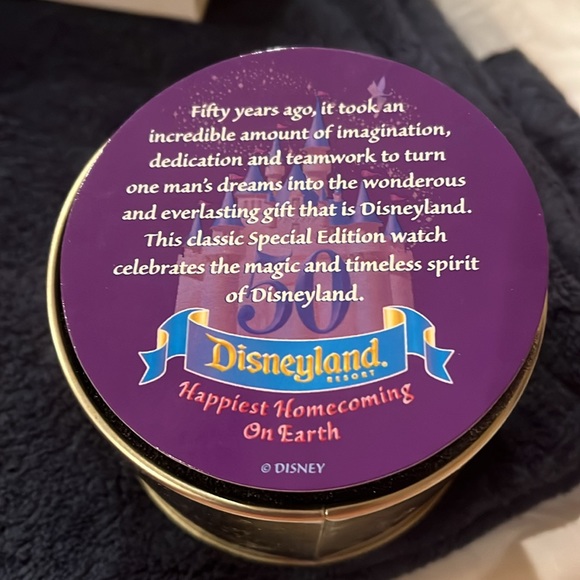 Fifty years ago, it took an
incredible amount of imagination,
dedication and teamwork to turn
one man's dreams into the wonderous
and everlasting gift that is Disneyland.
This classic Special Edition watch
celebrates the magic and timeless spirit
of Disneyland.
50
Disneyland.
RESORT
Happiest Homecoming
On Earth
© DISNEY